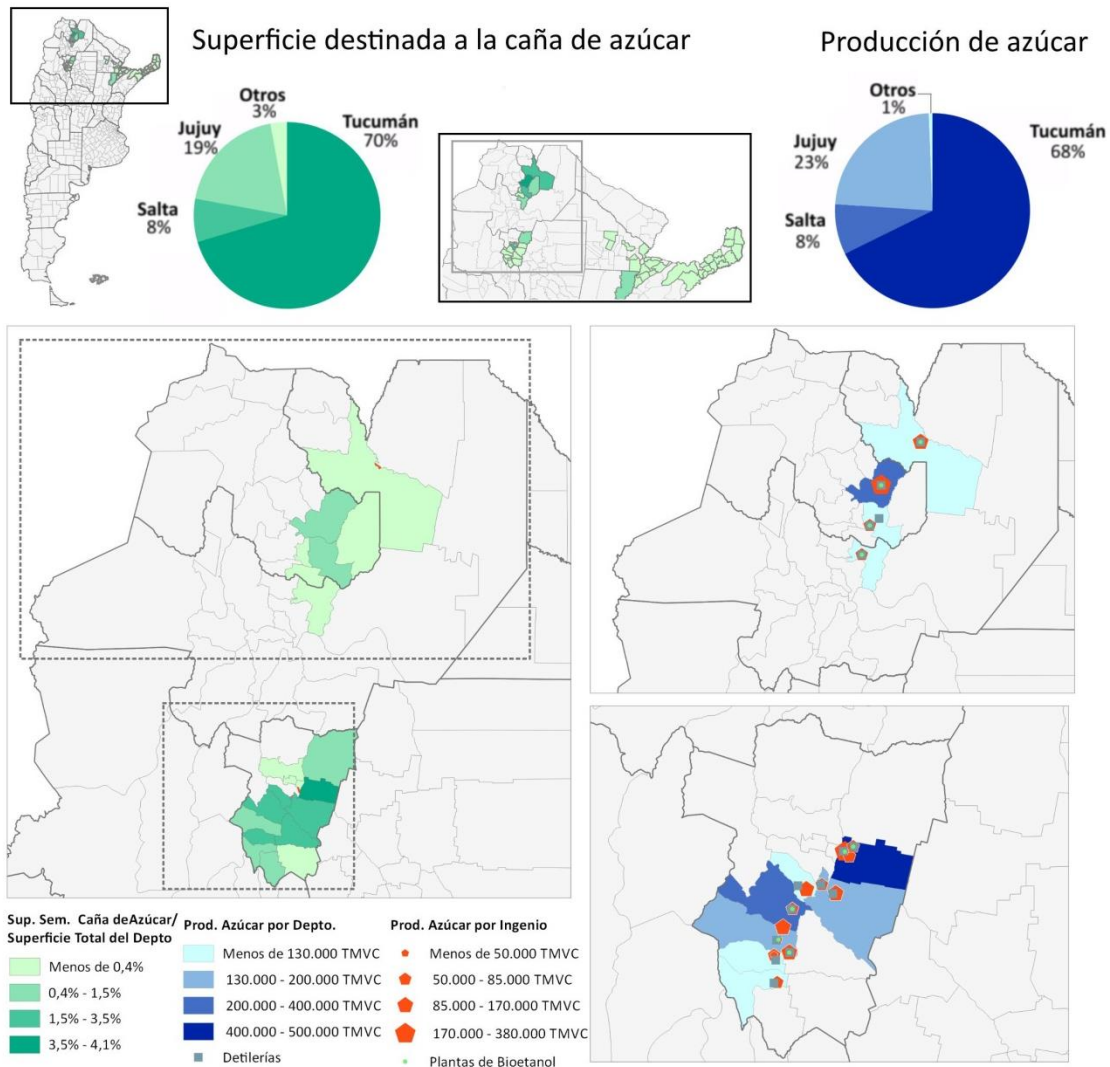 Superficie destinada a la caña de azúcar
Producción de azúcar
Otros
3%
Jujuy
19%
Tucumán
70%
Salta
8%
Otros
1%
Jujuy
23%
Tucumán
68%
Salta
8%
Sup. Sem. Caña deAzúcar/
Superficie Total del Depto
Menos de 0,4%
0,4% - 1,5%
1,5% - 3,5%
3,5% - 4,1%
Prod. Azúcar por Depto.
Menos de 130.000 TMVC
130.000 - 200.000 TMVC
200.000 - 400.000 TMVC
400.000 - 500.000 TMVC
Detilerías
Prod. Azúcar por Ingenio
Menos de 50.000 TMVC
50.000 - 85.000 TMVC
85.000 - 170.000 TMVC
170.000 - 380.000 TMVC
Plantas de Bioetanol